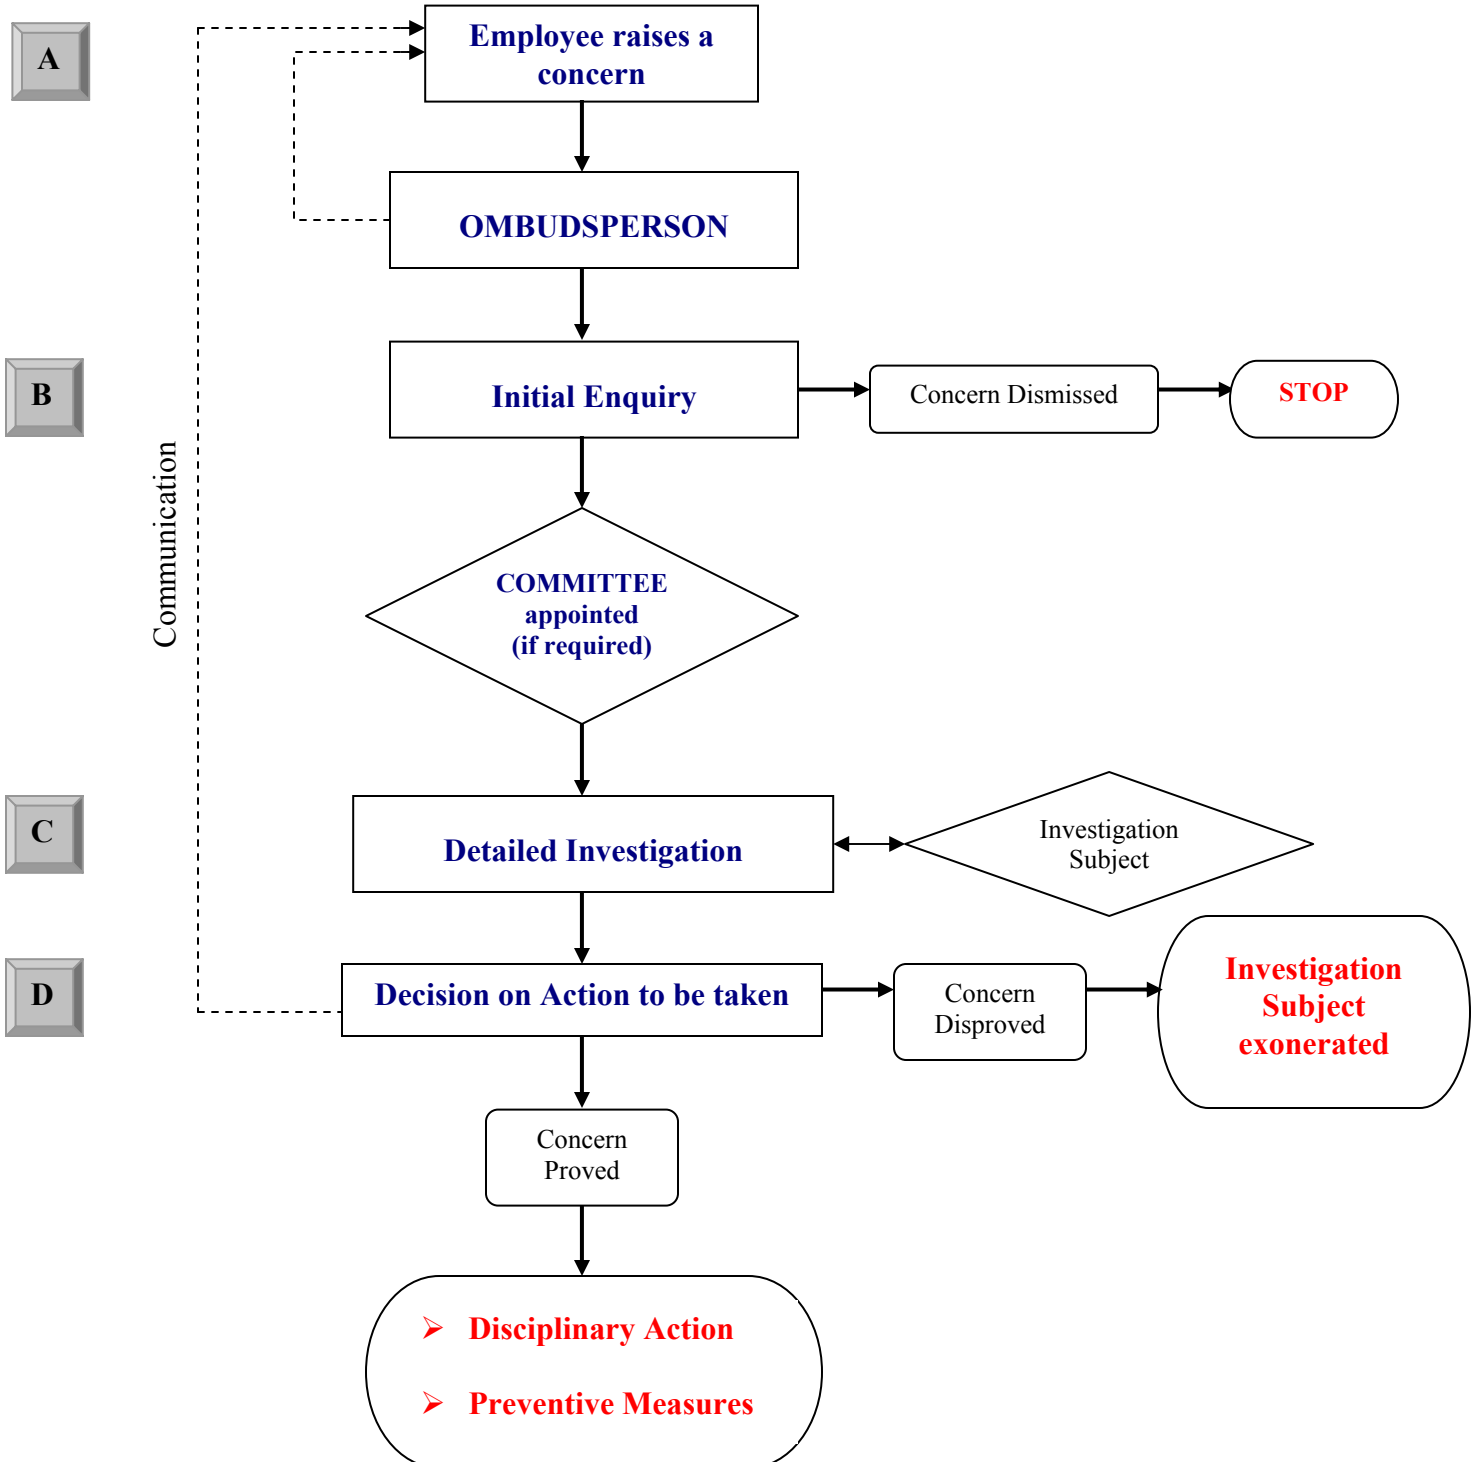 A
Employee raises a
concern
OMBUDSPERSON
B
Initial Enquiry
Concern Dismissed
STOP
Communication
COMMITTEE
appointed
(if required)
C
Detailed Investigation
Investigation
Subject
D
Decision on Action to be taken
Concern
Disproved
Investigation
Subject
exonerated
Concern
Proved
➢ Disciplinary Action
➢ Preventive Measures